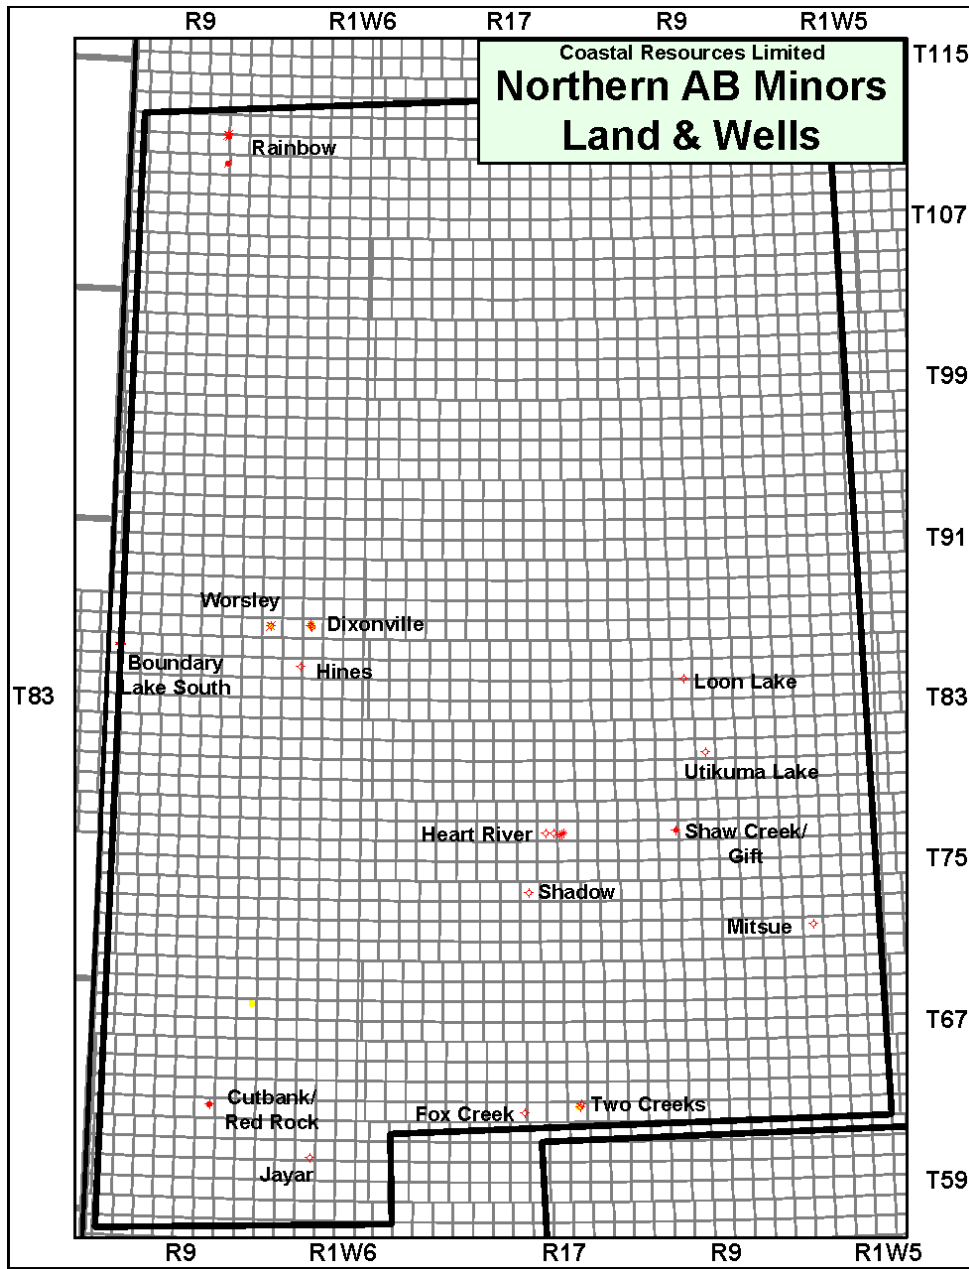 R9 R1W6 R17 R9 R1W5
Coastal Resources Limited
Northern AB Minors
Land & Wells
T115
Rainbow
T107
T99
T91
Worsley
Dixonville
Boundary
Lake South
Hines
Loon Lake
T83
T83
Utikuma Lake
Heart River
Shaw Creek/
Gift
T75
Shadow
Mitsue
T67
Cutbank/
Red Rock
Fox Creek
Two Creeks
Jayar
T59
R9 R1W6 R17 R9 R1W5